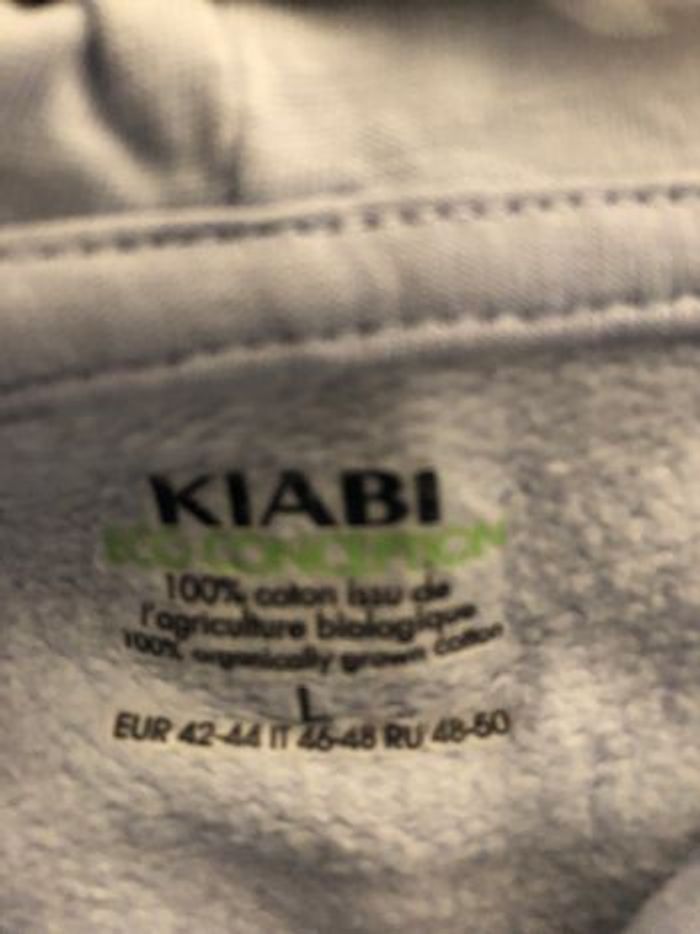 KIABI
ECO CONCEPTION
100% coton issu de
l'agriculture biologique
100% organically grown cotton
L
EUR 42-44 IT 46-48 RU 48-50